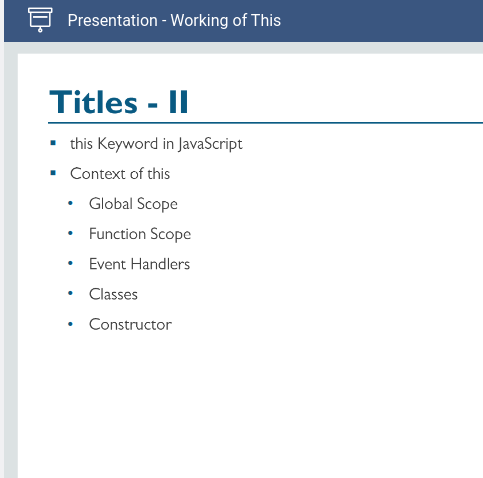 Presentation - Working of This
Titles - II
this Keyword in JavaScript
Context of this
Global Scope
Function Scope
Event Handlers
Classes
Constructor